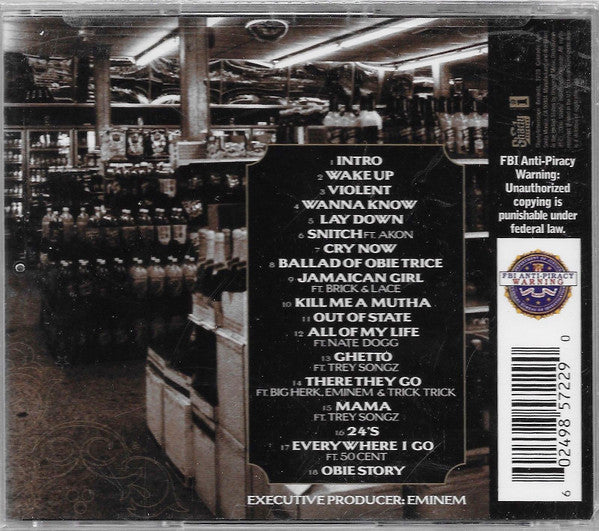 1 INTRO
2 WAKE UP
3 VIOLENT
4 WANNA KNOW
5 LAY DOWN
6 SNITCH FT. AKON
7 CRY NOW
8 BALLAD OF OBIE TRICE
9 JAMAICAN GIRL
FT. BRICK & LACE
10 KILL ME A MUTHA
11 OUT OF STATE
12 ALL OF MY LIFE
FT. NATE DOGG
13 GHETTO
FT. TREY SONGZ
14 THERE THEY GO
FT. BIG HERK, EMINEM & TRICK TRICK
15 MAMA
FT. TREY SONGZ
16 24'S
17 EVERYWHERE I GO
FT. 50 CENT
18 OBIE STORY
EXECUTIVE PRODUCER: EMINEM
Shady
FBI Anti-Piracy
Warning:
Unauthorized
copying is
punishable under
federal law.
FBI ANTI-PIRACY
WARNING
6 02498 57229 0